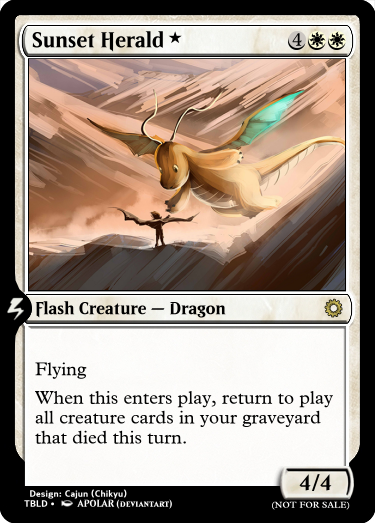 Sunset Herald ★ 4
Flash Creature — Dragon
Flying
When this enters play, return to play
all creature cards in your graveyard
that died this turn.
4/4
Design: Cajun (Chikyu)
TBLD • APOLAR (DEVIANTART)
(NOT FOR SALE)